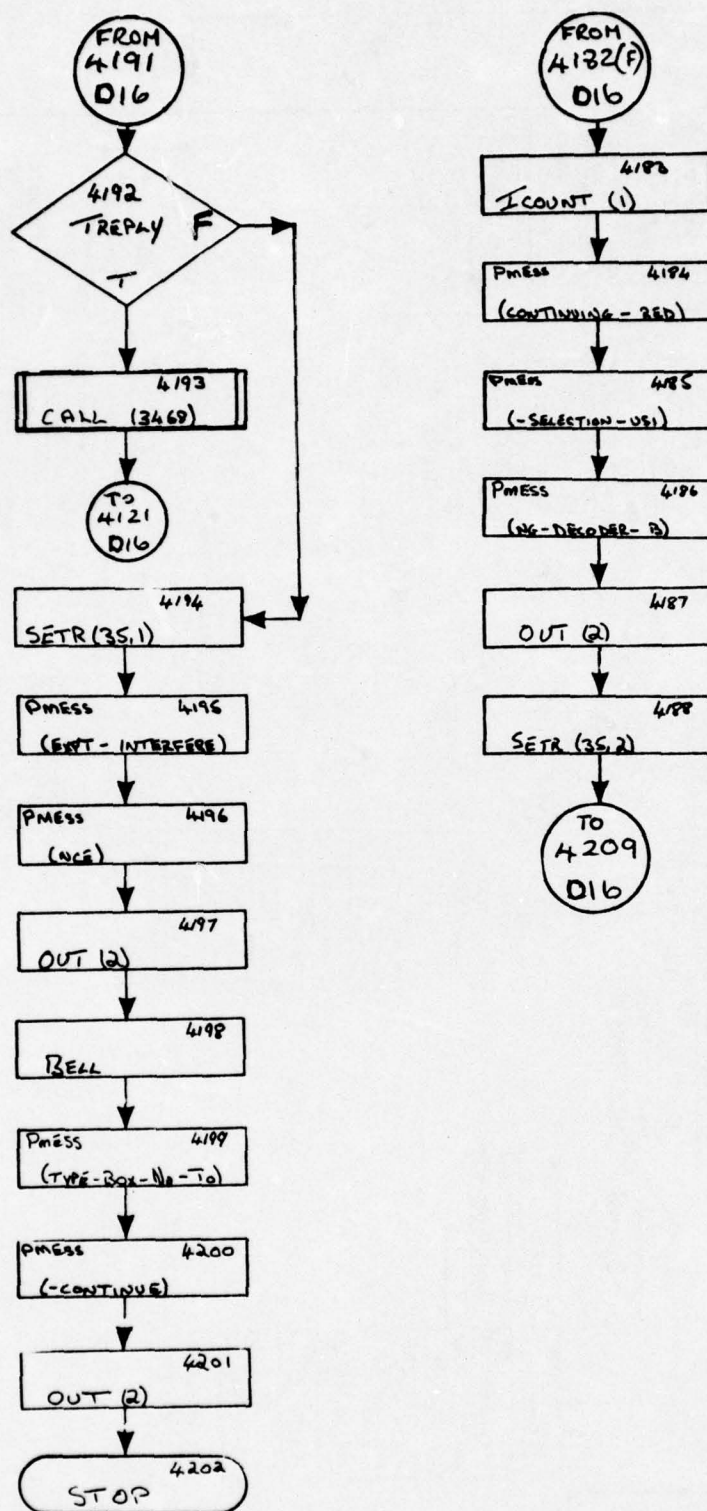 FROM
4191
D16
4192
TREPLY F
T
4193
CALL (3468)
TO
4121
D16
4194
SETR (35,1)
PMESS 4195
(EXPT-INTERFERE)
PMESS 4196
(NCE)
4197
OUT (2)
4198
BELL
PMESS 4199
(TYPE-BOX-NO-TO)
PMESS 4200
(-CONTINUE)
4201
OUT (2)
4202
STOP
FROM
4182(F)
D16
4183
ICOUNT (1)
PMESS 4184
(CONTINUING-RED)
PMESS 4185
(-SELECTION-USI)
PMESS 4186
(NG-DECODER-B)
4187
OUT (2)
4188
SETR (35,2)
TO
4209
D16